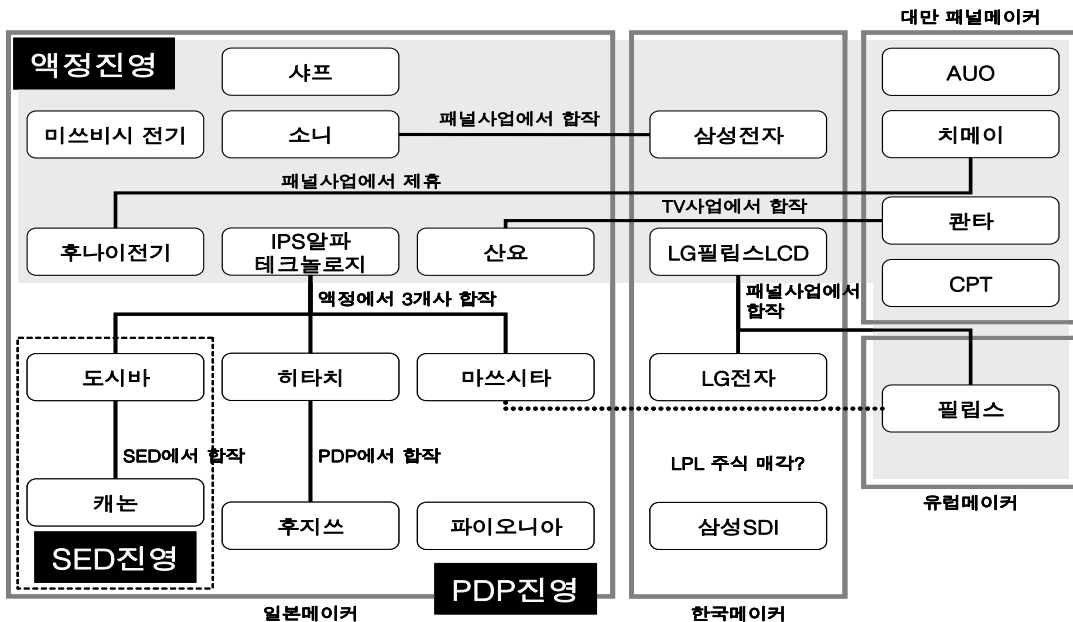 대만 패널메이커
액정진영
샤프
AUO
미쓰비시 전기
소니
패널사업에서 합작
삼성전자
치메이
패널사업에서 제휴
TV사업에서 합작
콴타
후나이전기
IPS알파
테크놀로지
산요
LG필립스LCD
CPT
액정에서 3개사 합작
패널사업에서
합작
도시바
히타치
마쓰시타
LG전자
필립스
SED에서 합작
PDP에서 합작
LPL 주식 매각?
캐논
후지쯔
파이오니아
삼성SDI
유럽메이커
SED진영
PDP진영
일본메이커
한국메이커